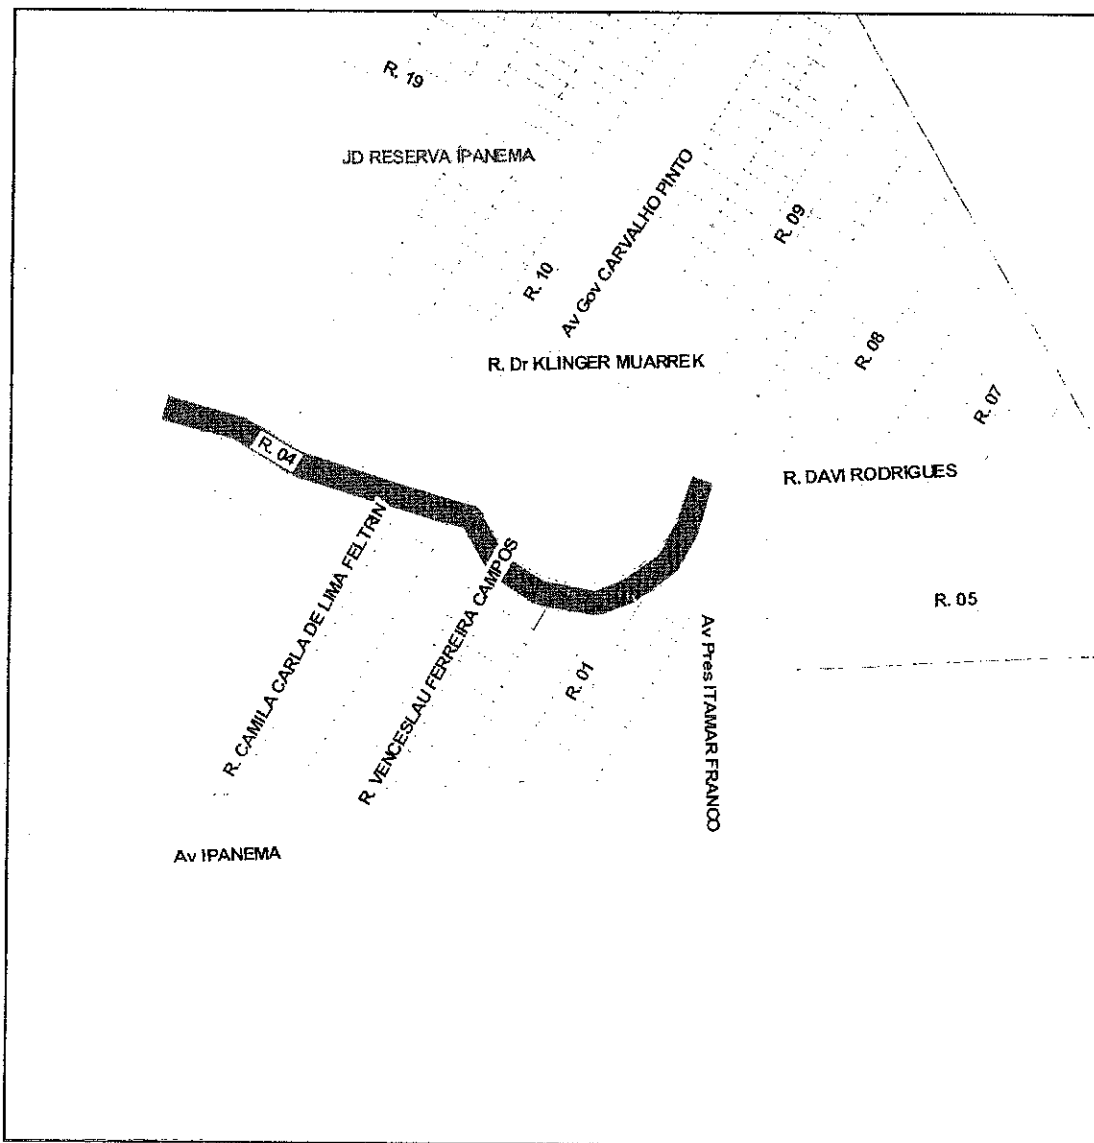 R. 19
JD RESERVA IPANEMA
Av Gov CARVALHO PINTO
R. 09
R. 10
R. Dr KLINGER MUARREK
R. 08
R. 07
R. 04
R. DAVI RODRIGUES
R. CAMILA CARLA DE LIMA FELTRIN
R. VENCESLAU FERREIRA CAMPOS
R. 05
R. 01
Av Pres ITAMAR FRANCO
Av IPANEMA